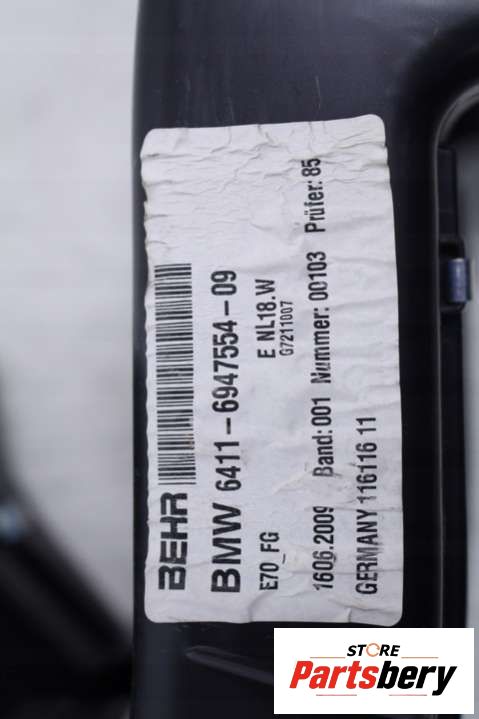 BEHR
BMW 6411-6947554-09
E70_FG E NL18.W
G7211007
1606.2009 Band:001 Nummer: 00103 Prüfer: 85
GERMANY 116116 11
STORE
Partsbery